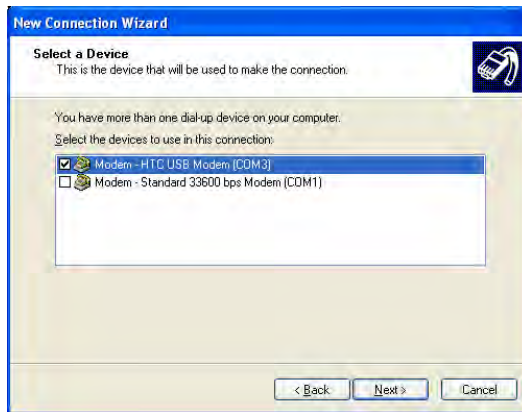 New Connection Wizard
Select a Device
This is the device that will be used to make the connection.
You have more than one dial-up device on your computer.
Select the devices to use in this connection:
Modem - HTC USB Modem (COM3)
Modem - Standard 33600 bps Modem (COM1)
< Back Next > Cancel